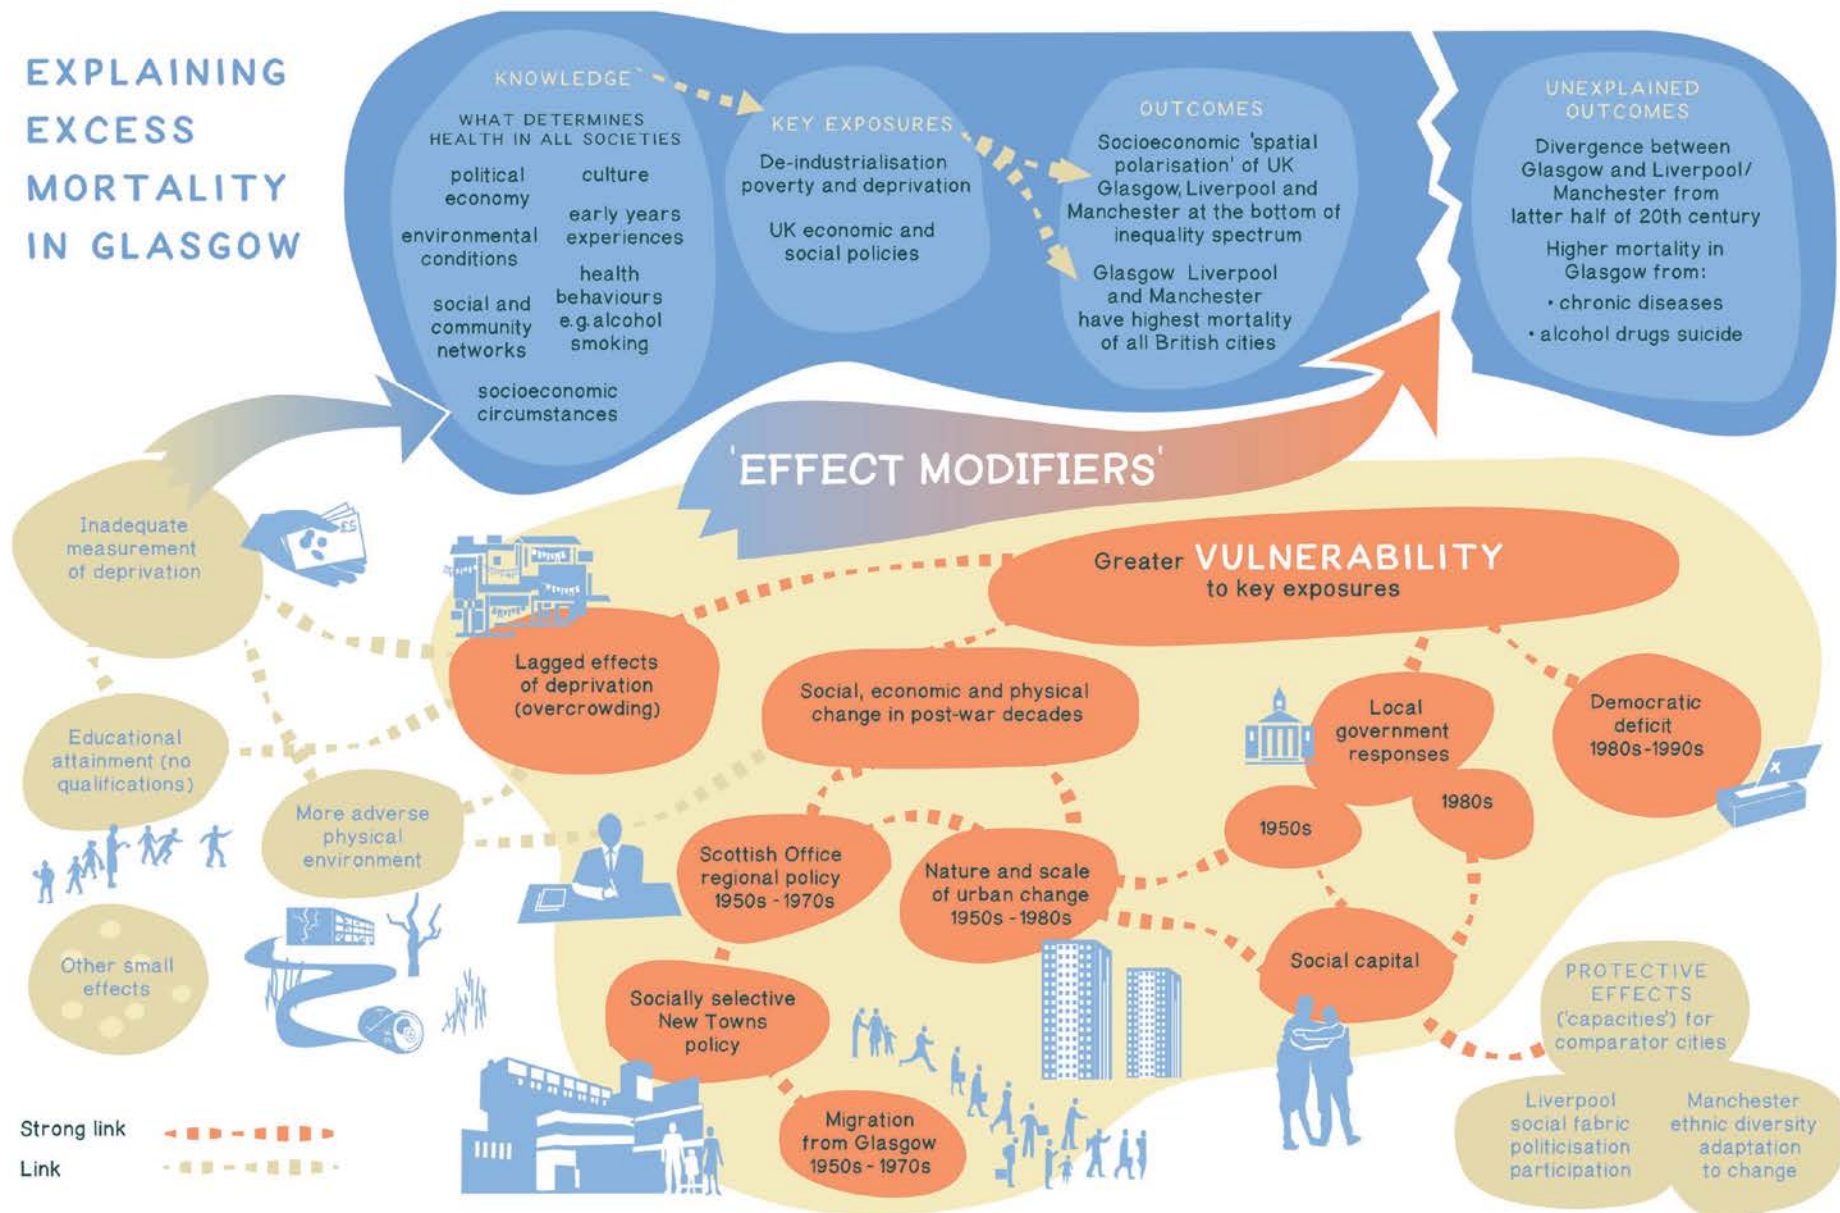 EXPLAINING
EXCESS
MORTALITY
IN GLASGOW
KNOWLEDGE
WHAT DETERMINES
HEALTH IN ALL SOCIETIES
political
economy
culture
environmental
conditions
early years
experiences
social and
community
networks
health
behaviours
e.g. alcohol
smoking
socioeconomic
circumstances
KEY EXPOSURES
De-industrialisation
poverty and deprivation
UK economic and
social policies
OUTCOMES
Socioeconomic 'spatial
polarisation' of UK
Glasgow, Liverpool and
Manchester at the bottom of
inequality spectrum
Glasgow Liverpool
and Manchester
have highest mortality
of all British cities
UNEXPLAINED
OUTCOMES
Divergence between
Glasgow and Liverpool/
Manchester from
latter half of 20th century
Higher mortality in
Glasgow from:
• chronic diseases
• alcohol drugs suicide
'EFFECT MODIFIERS'
Inadequate
measurement
of deprivation
£5
Greater VULNERABILITY
to key exposures
Lagged effects
of deprivation
(overcrowding)
Social, economic and physical
change in post-war decades
Local
government
responses
Democratic
deficit
1980s-1990s
X
Educational
attainment (no
qualifications)
More adverse
physical
environment
1950s
1980s
Scottish Office
regional policy
1950s - 1970s
Nature and scale
of urban change
1950s - 1980s
Other small
effects
Social capital
Socially selective
New Towns
policy
PROTECTIVE
EFFECTS
('capacities') for
comparator cities
Liverpool
social fabric
politicisation
participation
Manchester
ethnic diversity
adaptation
to change
Migration
from Glasgow
1950s - 1970s
Strong link
Link